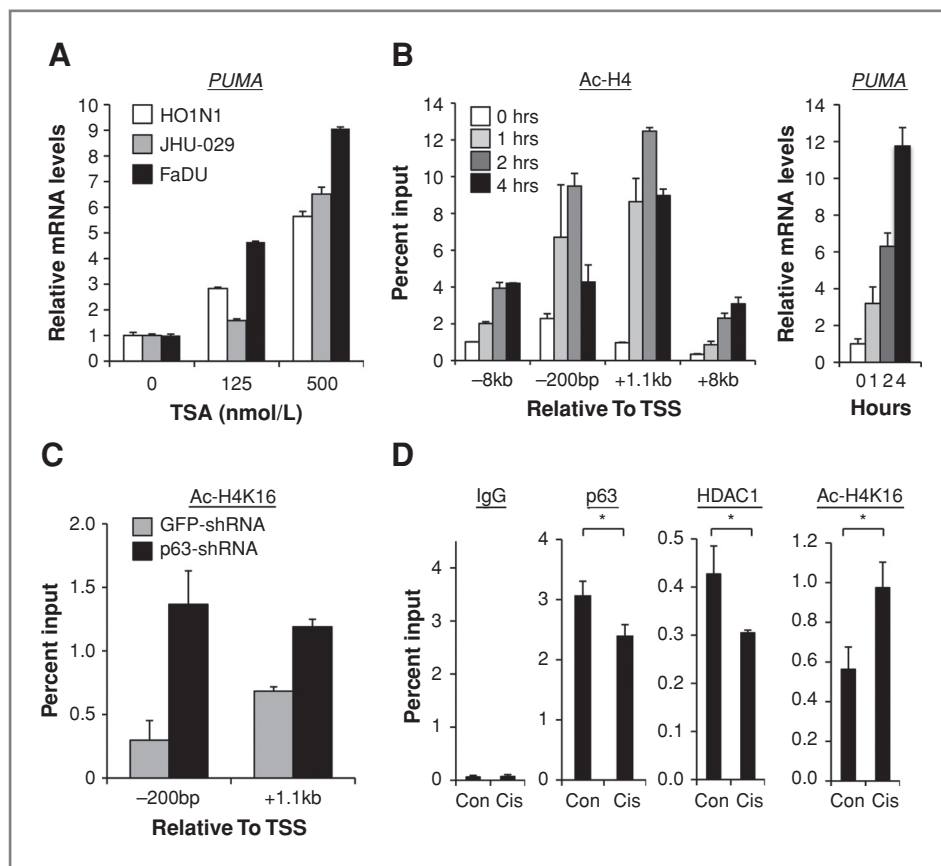 A
PUMA
Relative mRNA levels
10
9
8
7
6
5
4
3
2
1
0
HO1N1
JHU-029
FaDU
0 125 500
TSA (nmol/L)
B
Ac-H4
Percent input
14
12
10
8
6
4
2
0
0 hrs
1 hrs
2 hrs
4 hrs
–8kb –200bp +1.1kb +8kb
Relative To TSS
PUMA
Relative mRNA levels
14
12
10
8
6
4
2
0
0 1 2 4
Hours
C
Ac-H4K16
Percent input
2.0
1.5
1.0
0.5
0
GFP-shRNA
p63-shRNA
–200bp +1.1kb
Relative To TSS
D
IgG
Percent input
4
3
2
1
0
Con Cis
p63
*
4
3
2
1
0
Con Cis
HDAC1
*
0.5
0.4
0.3
0.2
0.1
0.0
Con Cis
Ac-H4K16
*
1.2
1.0
0.8
0.6
0.4
0.2
0.0
Con Cis